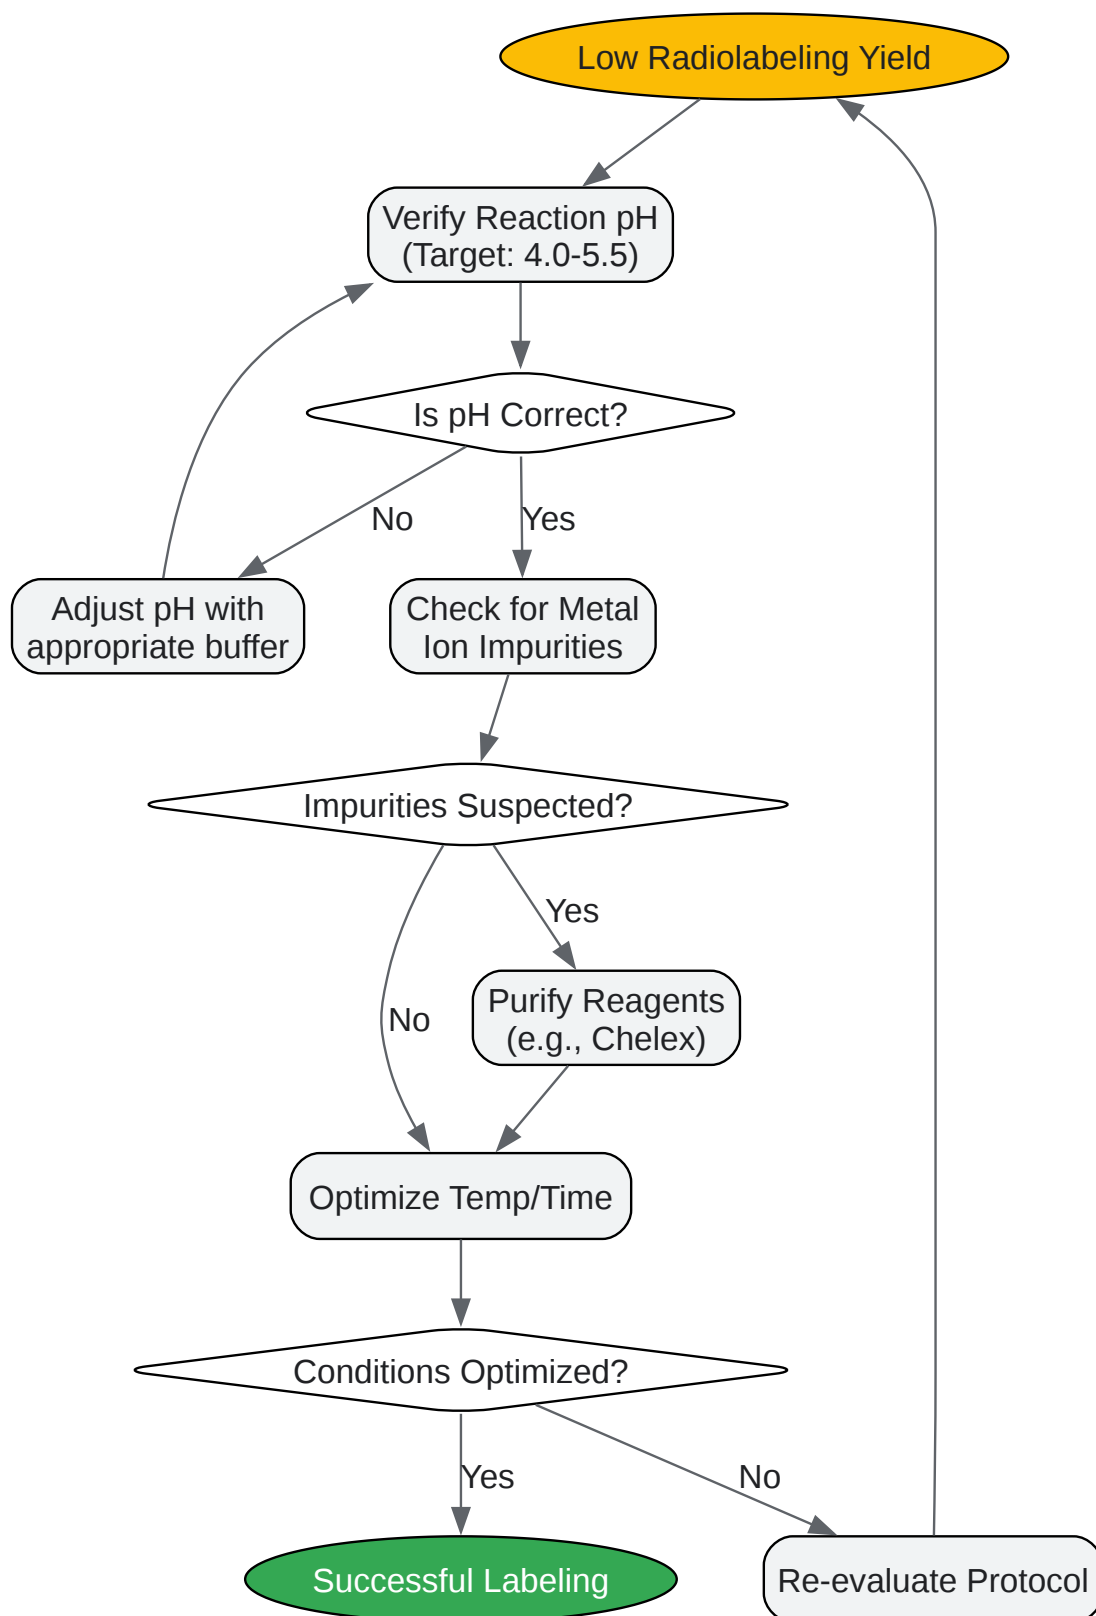 Low Radiolabeling Yield
Verify Reaction pH
(Target: 4.0-5.5)
Is pH Correct?
No
Yes
Adjust pH with
appropriate buffer
Check for Metal
Ion Impurities
Impurities Suspected?
Yes
No
Purify Reagents
(e.g., Chelex)
Optimize Temp/Time
Conditions Optimized?
Yes
No
Successful Labeling
Re-evaluate Protocol